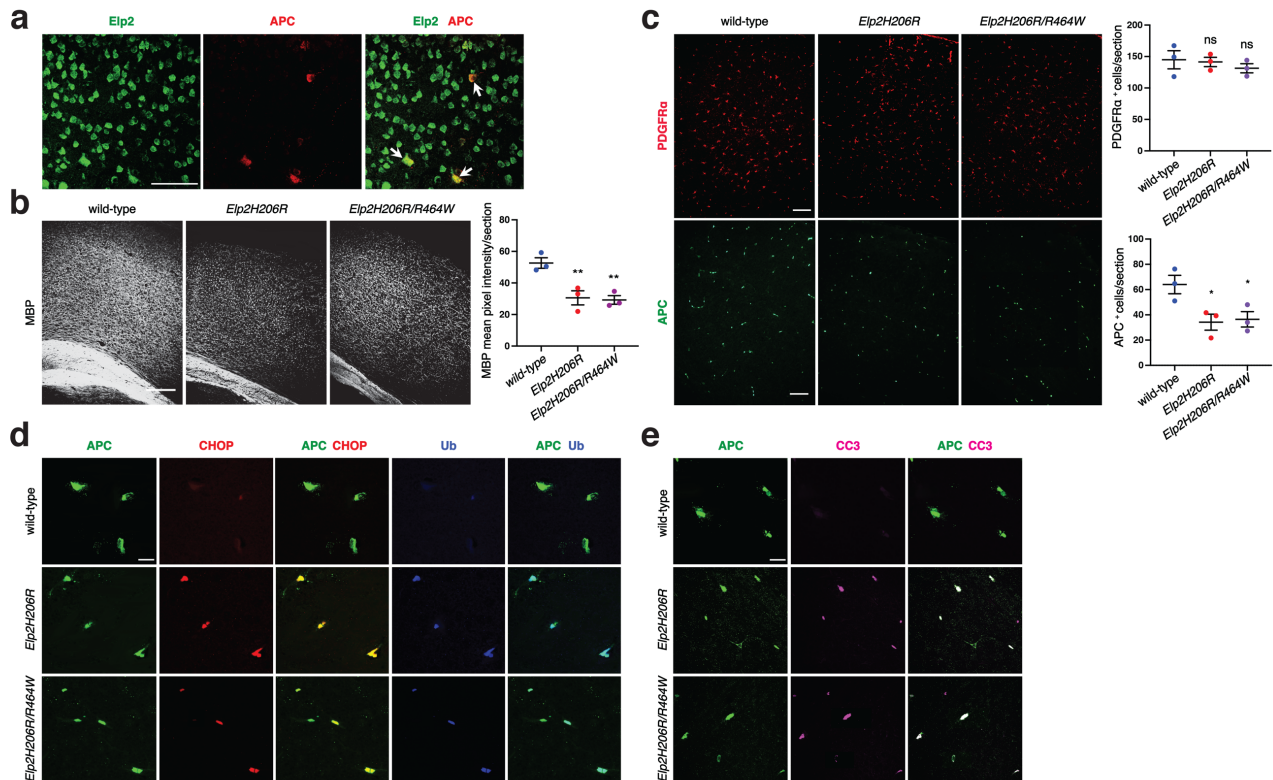 a
Elp2
APC
Elp2 APC
b
wild-type
Elp2H206R
Elp2H206R/R464W
MBP
MBP mean pixel intensity/section
80
60
40
20
0
**
**
wild-type
Elp2H206R
Elp2H206R/R464W
c
wild-type
Elp2H206R
Elp2H206R/R464W
PDGFRα
APC
PDGFRα + cells/section
200
150
100
50
0
ns
ns
wild-type
Elp2H206R
Elp2H206R/R464W
APC + cells/section
100
80
60
40
20
0
*
*
wild-type
Elp2H206R
Elp2H206R/R464W
d
APC
CHOP
APC CHOP
Ub
APC Ub
wild-type
Elp2H206R
Elp2H206R/R464W
e
APC
CC3
APC CC3
wild-type
Elp2H206R
Elp2H206R/R464W